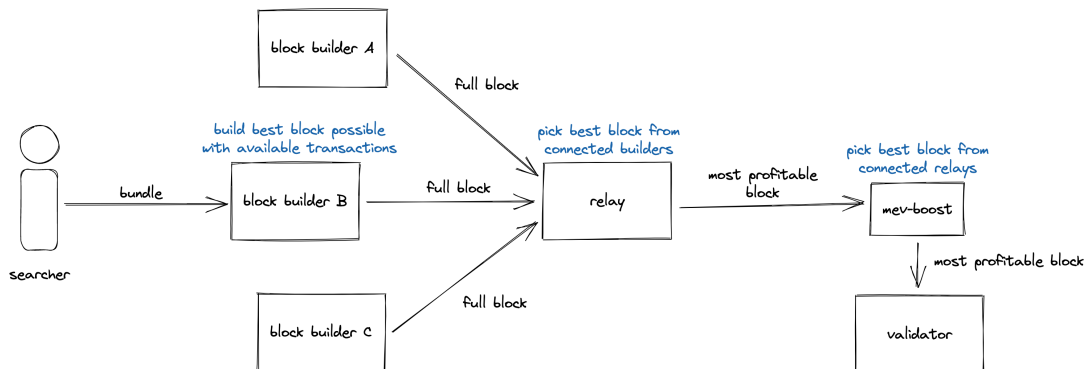 block builder A
full block
build best block possible
with available transactions
pick best block from
connected builders
pick best block from
connected relays
bundle
block builder B
full block
relay
most profitable
block
mev-boost
searcher
most profitable block
full block
block builder C
validator